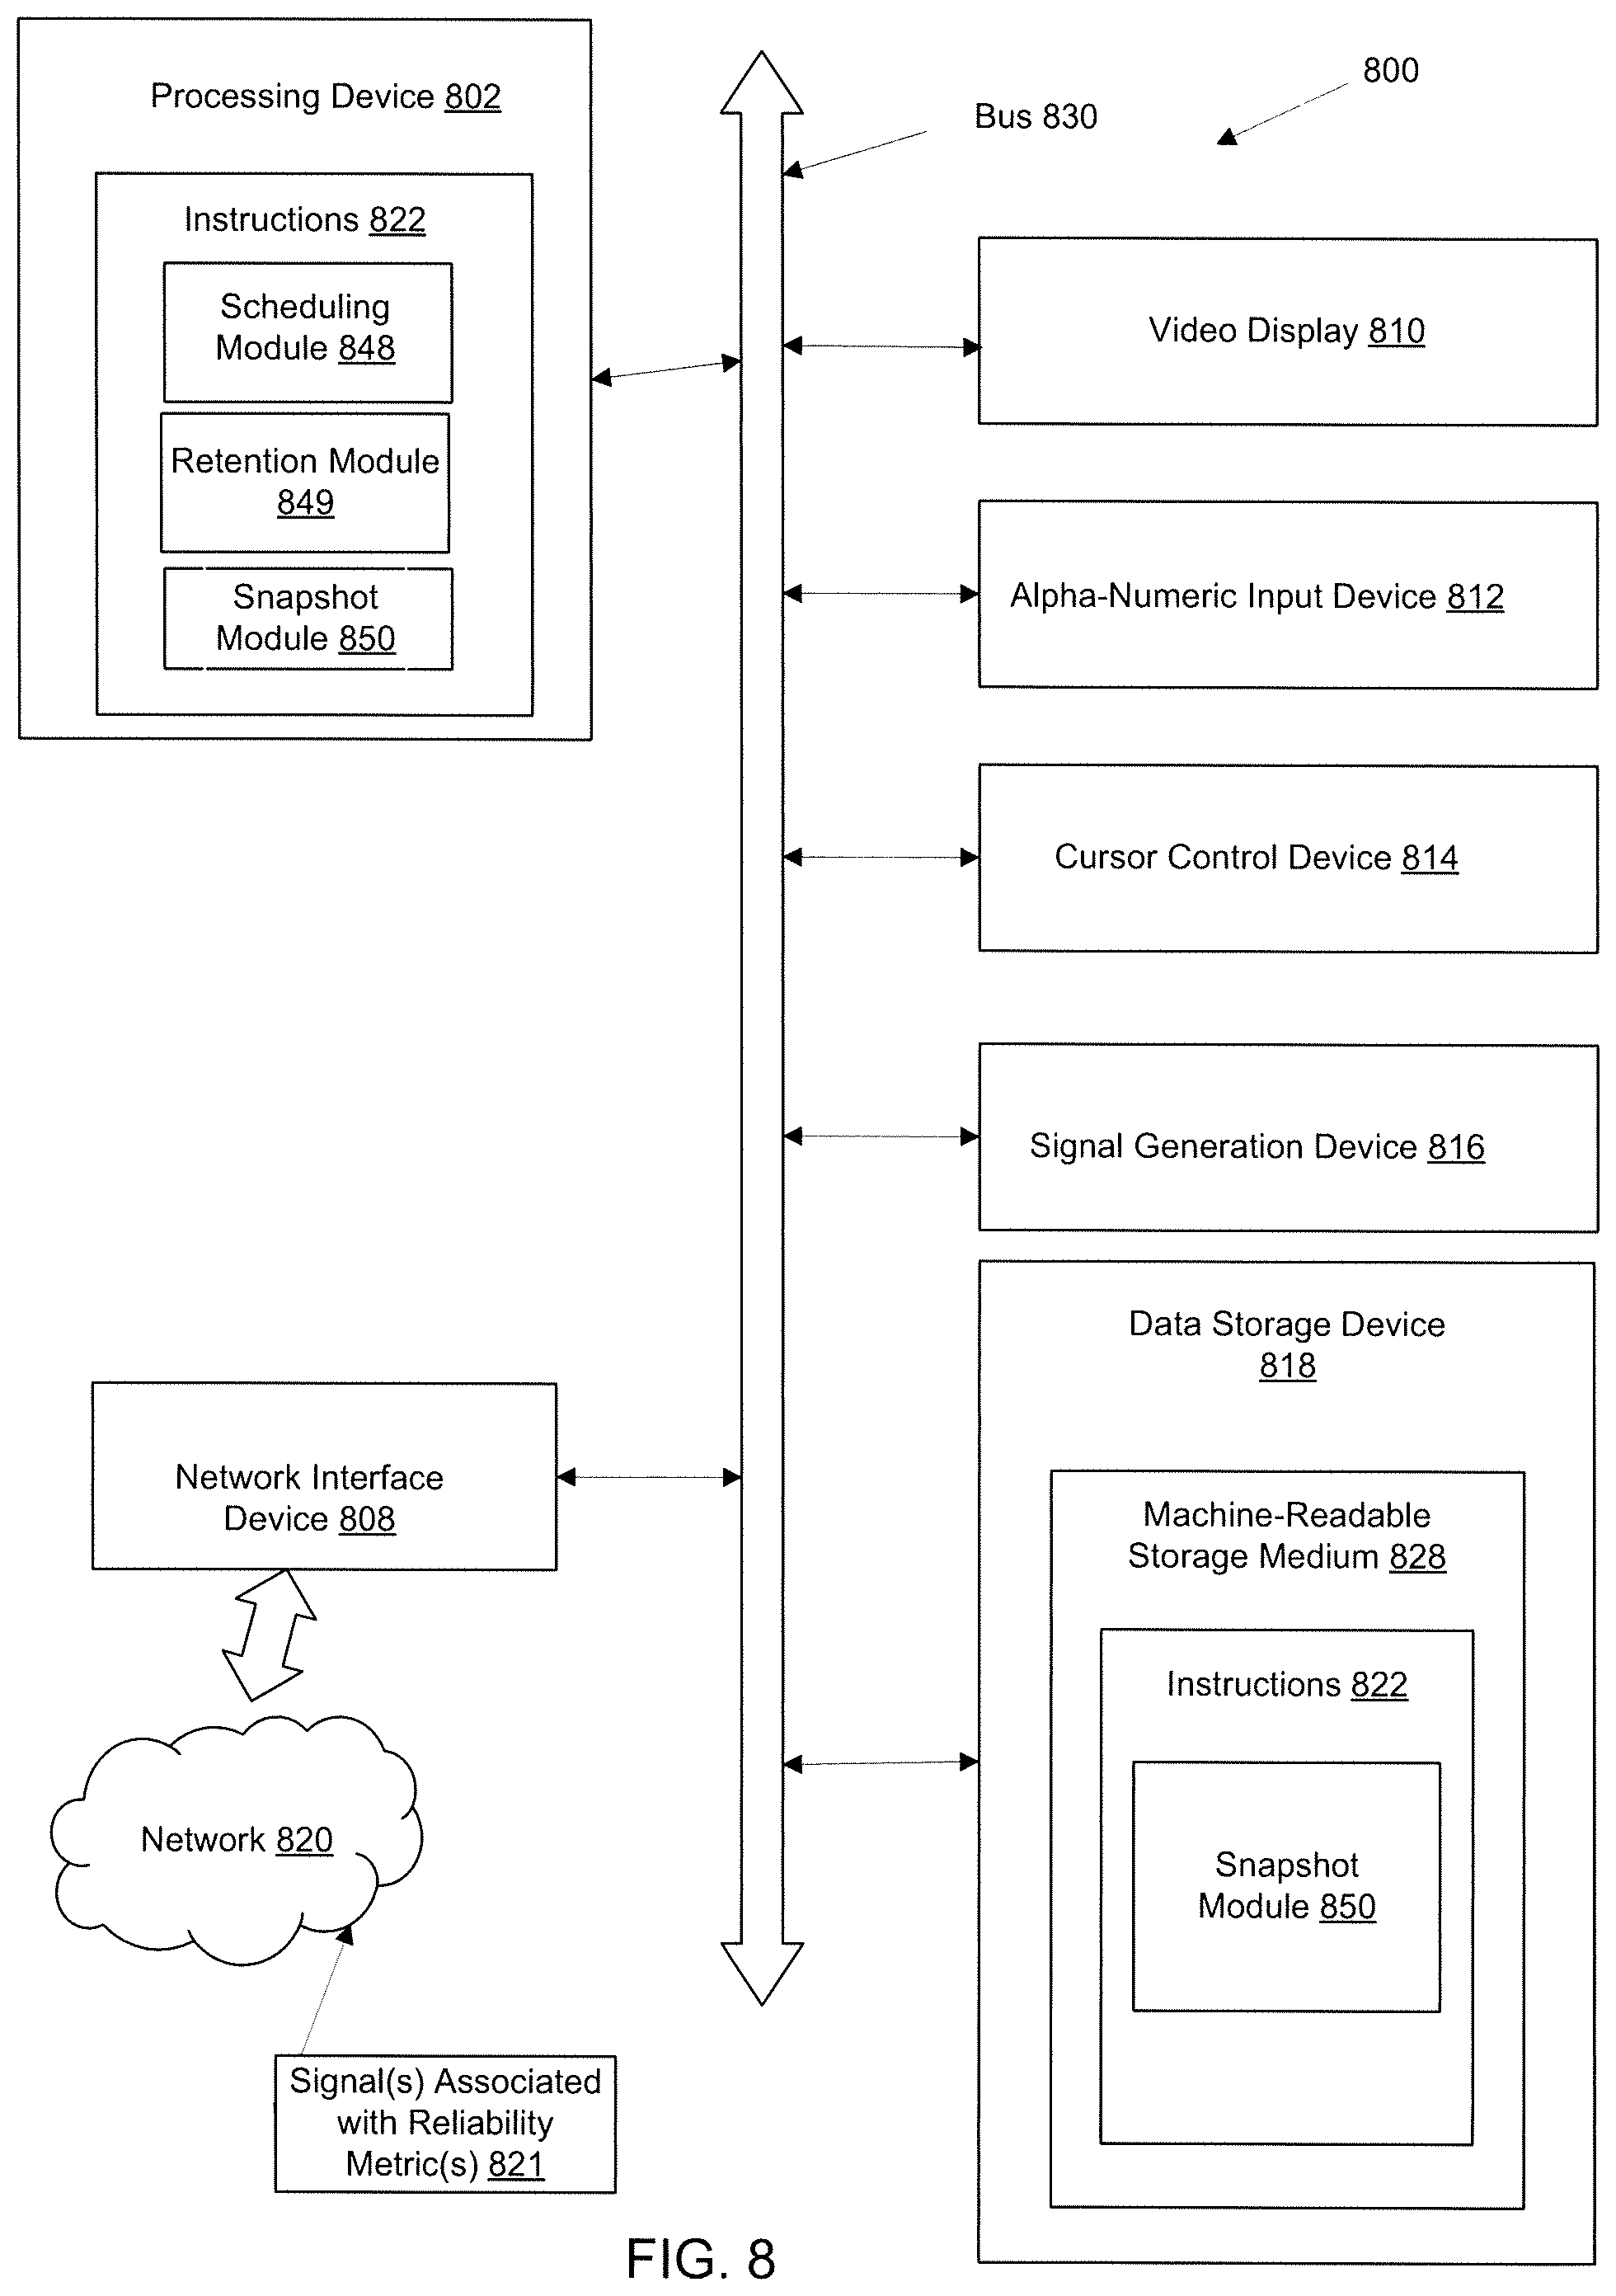 Processing Device 802
Instructions 822
Scheduling
Module 848
Retention Module
849
Snapshot
Module 850
Bus 830
800
Video Display 810
Alpha-Numeric Input Device 812
Cursor Control Device 814
Signal Generation Device 816
Data Storage Device
818
Machine-Readable
Storage Medium 828
Instructions 822
Snapshot
Module 850
Network Interface
Device 808
Network 820
Signal(s) Associated
with Reliability
Metric(s) 821
FIG. 8